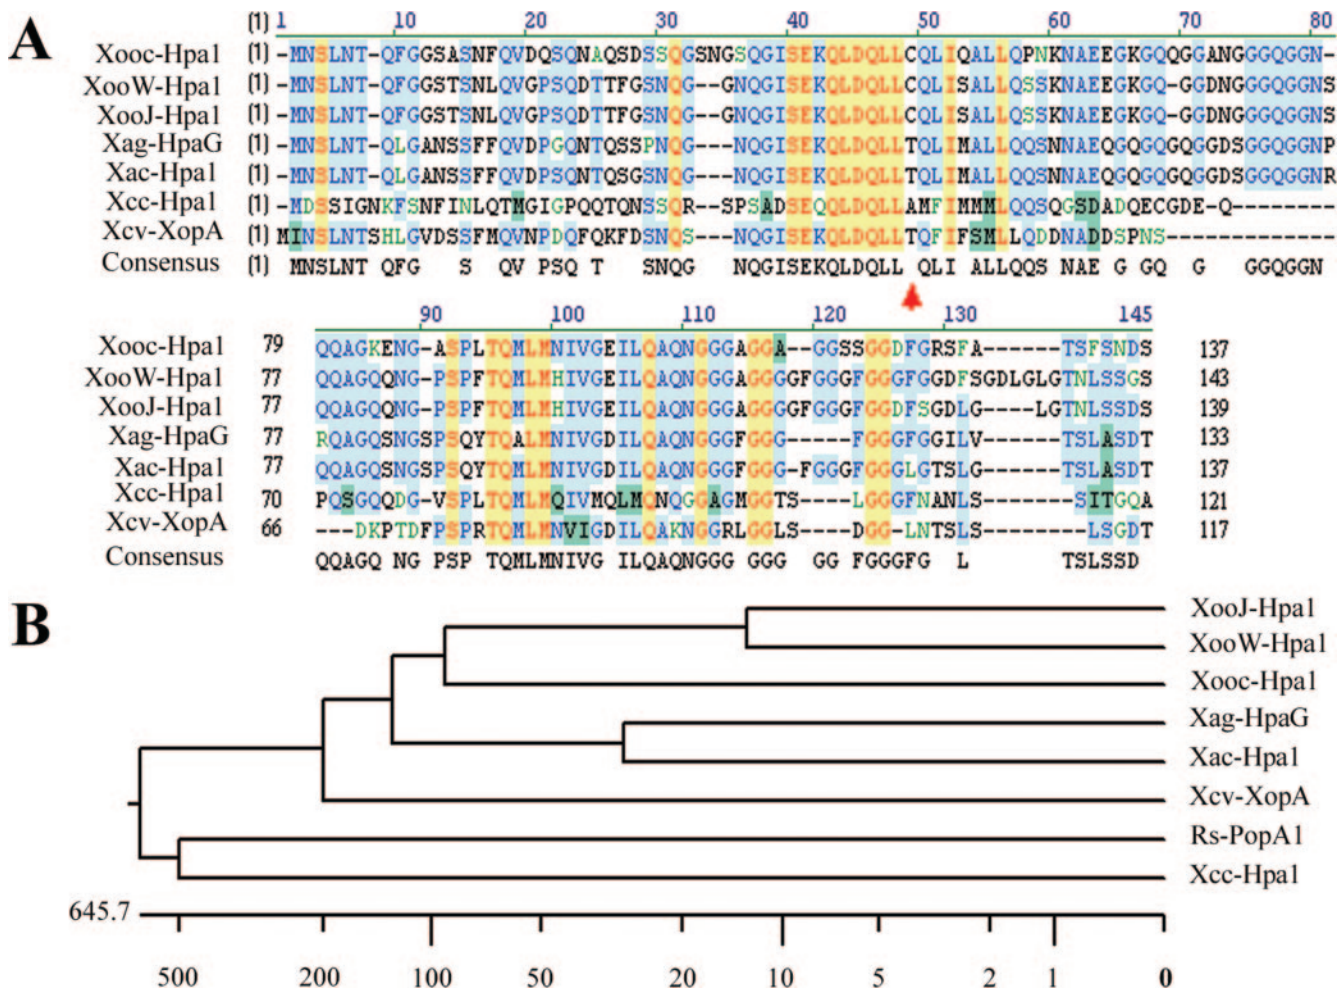 A
(1) 1 10 20 30 40 50 60 70 80
Xooc-Hpa1 (1) -MNSLNT-QFGGSASNFQVDQSQNAQSDSSQGSNGSQGISEKQLDQLLCQLIQALLQPNKNAEEGKGQQGGANGGGQGGN-
XooW-Hpa1 (1) -MNSLNT-QFGGSTSNLQVGPSQDTTFGSNQG--GNQGISEKQLDQLLCQLISALLQSSKNAEEGKGQ-GGDNGGGQGGNS
XooJ-Hpa1 (1) -MNSLNT-QFGGSTSNLQVGPSQDTTFGSNQG--GNQGISEKQLDQLLCQLISALLQSSKNAEEGKGQ-GGDNGGGQGGNS
Xag-HpaG (1) -MNSLNT-QLGANSSFFQVDPGQNTQSSPNQG---NQGISEKQLDQLLTQLIMALLQQSNNAEQGQGQGQGGDSGGQGGNP
Xac-Hpa1 (1) -MNSLNT-QLGANSSFFQVDPSQNTQSGSNQG---NQGISEKQLDQLLTQLIMALLQQSNNAEQGQGQGQGGDSGGQGGNR
Xcc-Hpa1 (1) -MDSSIGNKFSNFINLQTMGIGPQQTQNSSQR--SPSADSEQQLDQLLAMFIMMMLQQSQGSDADQECGDE-Q--------
Xcv-XopA (1) MINSLNTSHLGVDSSFMQVNPDQFQKFDSNQS---NQGISEKQLDQLLTQFIFSMLLQDDNADDSPNS-------------
Consensus (1) MNSLNT QFG S QV PSQ T SNQG NQGISEKQLDQLL QLI ALLQQS NAE G GQ G GGQGGN
90 100 110 120 130 145
Xooc-Hpa1 79 QQAGKENG-ASPLTQMLMNIVGEILQAQNGGGAGGA--GGSSGGDFGRSFA------TSFSNDS 137
XooW-Hpa1 77 QQAGQQNG-PSPFTQMLMHIVGEILQAQNGGGAGGGGFGGGFGGGFGGDFSGDLGLGTNLSSGS 143
XooJ-Hpa1 77 QQAGQQNG-PSPFTQMLMHIVGEILQAQNGGGAGGGGFGGGFGGDFSGDLG----LGTNLSSDS 139
Xag-HpaG 77 RQAGQSNGSPSQYTQALMNIVGDILQAQNGGGFGGG-----FGGGFGGILV------TSLASDT 133
Xac-Hpa1 77 QQAGQSNGSPSQYTQMLMNIVGDILQAQNGGGFGGG-FGGGFGGGLGTSLG------TSLASDT 137
Xcc-Hpa1 70 PQSGQQDG-VSPLTQMLMQIVMQLMQNQGGAGMGGTS----LGGGFNANLS-------SITGQA 121
Xcv-XopA 66 ---DKPTDFPSPRTQMLMNVIGDILQAKNGGRLGGLS----DGGLNTSLS--------LSGDT 117
Consensus QQAGQ NG PSP TQMLMNIVG ILQAQNGGG GGG GG FGGGFG L TSLSSD
B
XooJ-Hpa1
XooW-Hpa1
Xooc-Hpa1
Xag-HpaG
Xac-Hpa1
Xcv-XopA
Rs-PopA1
Xcc-Hpa1
645.7
500 200 100 50 20 10 5 2 1 0